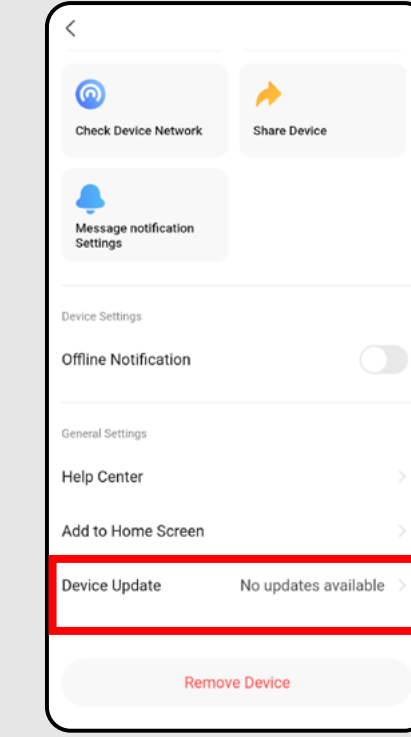 Check Device Network
Share Device
Message notification
Settings
Device Settings
Offline Notification
General Settings
Help Center
Add to Home Screen
Device Update
No updates available
Remove Device